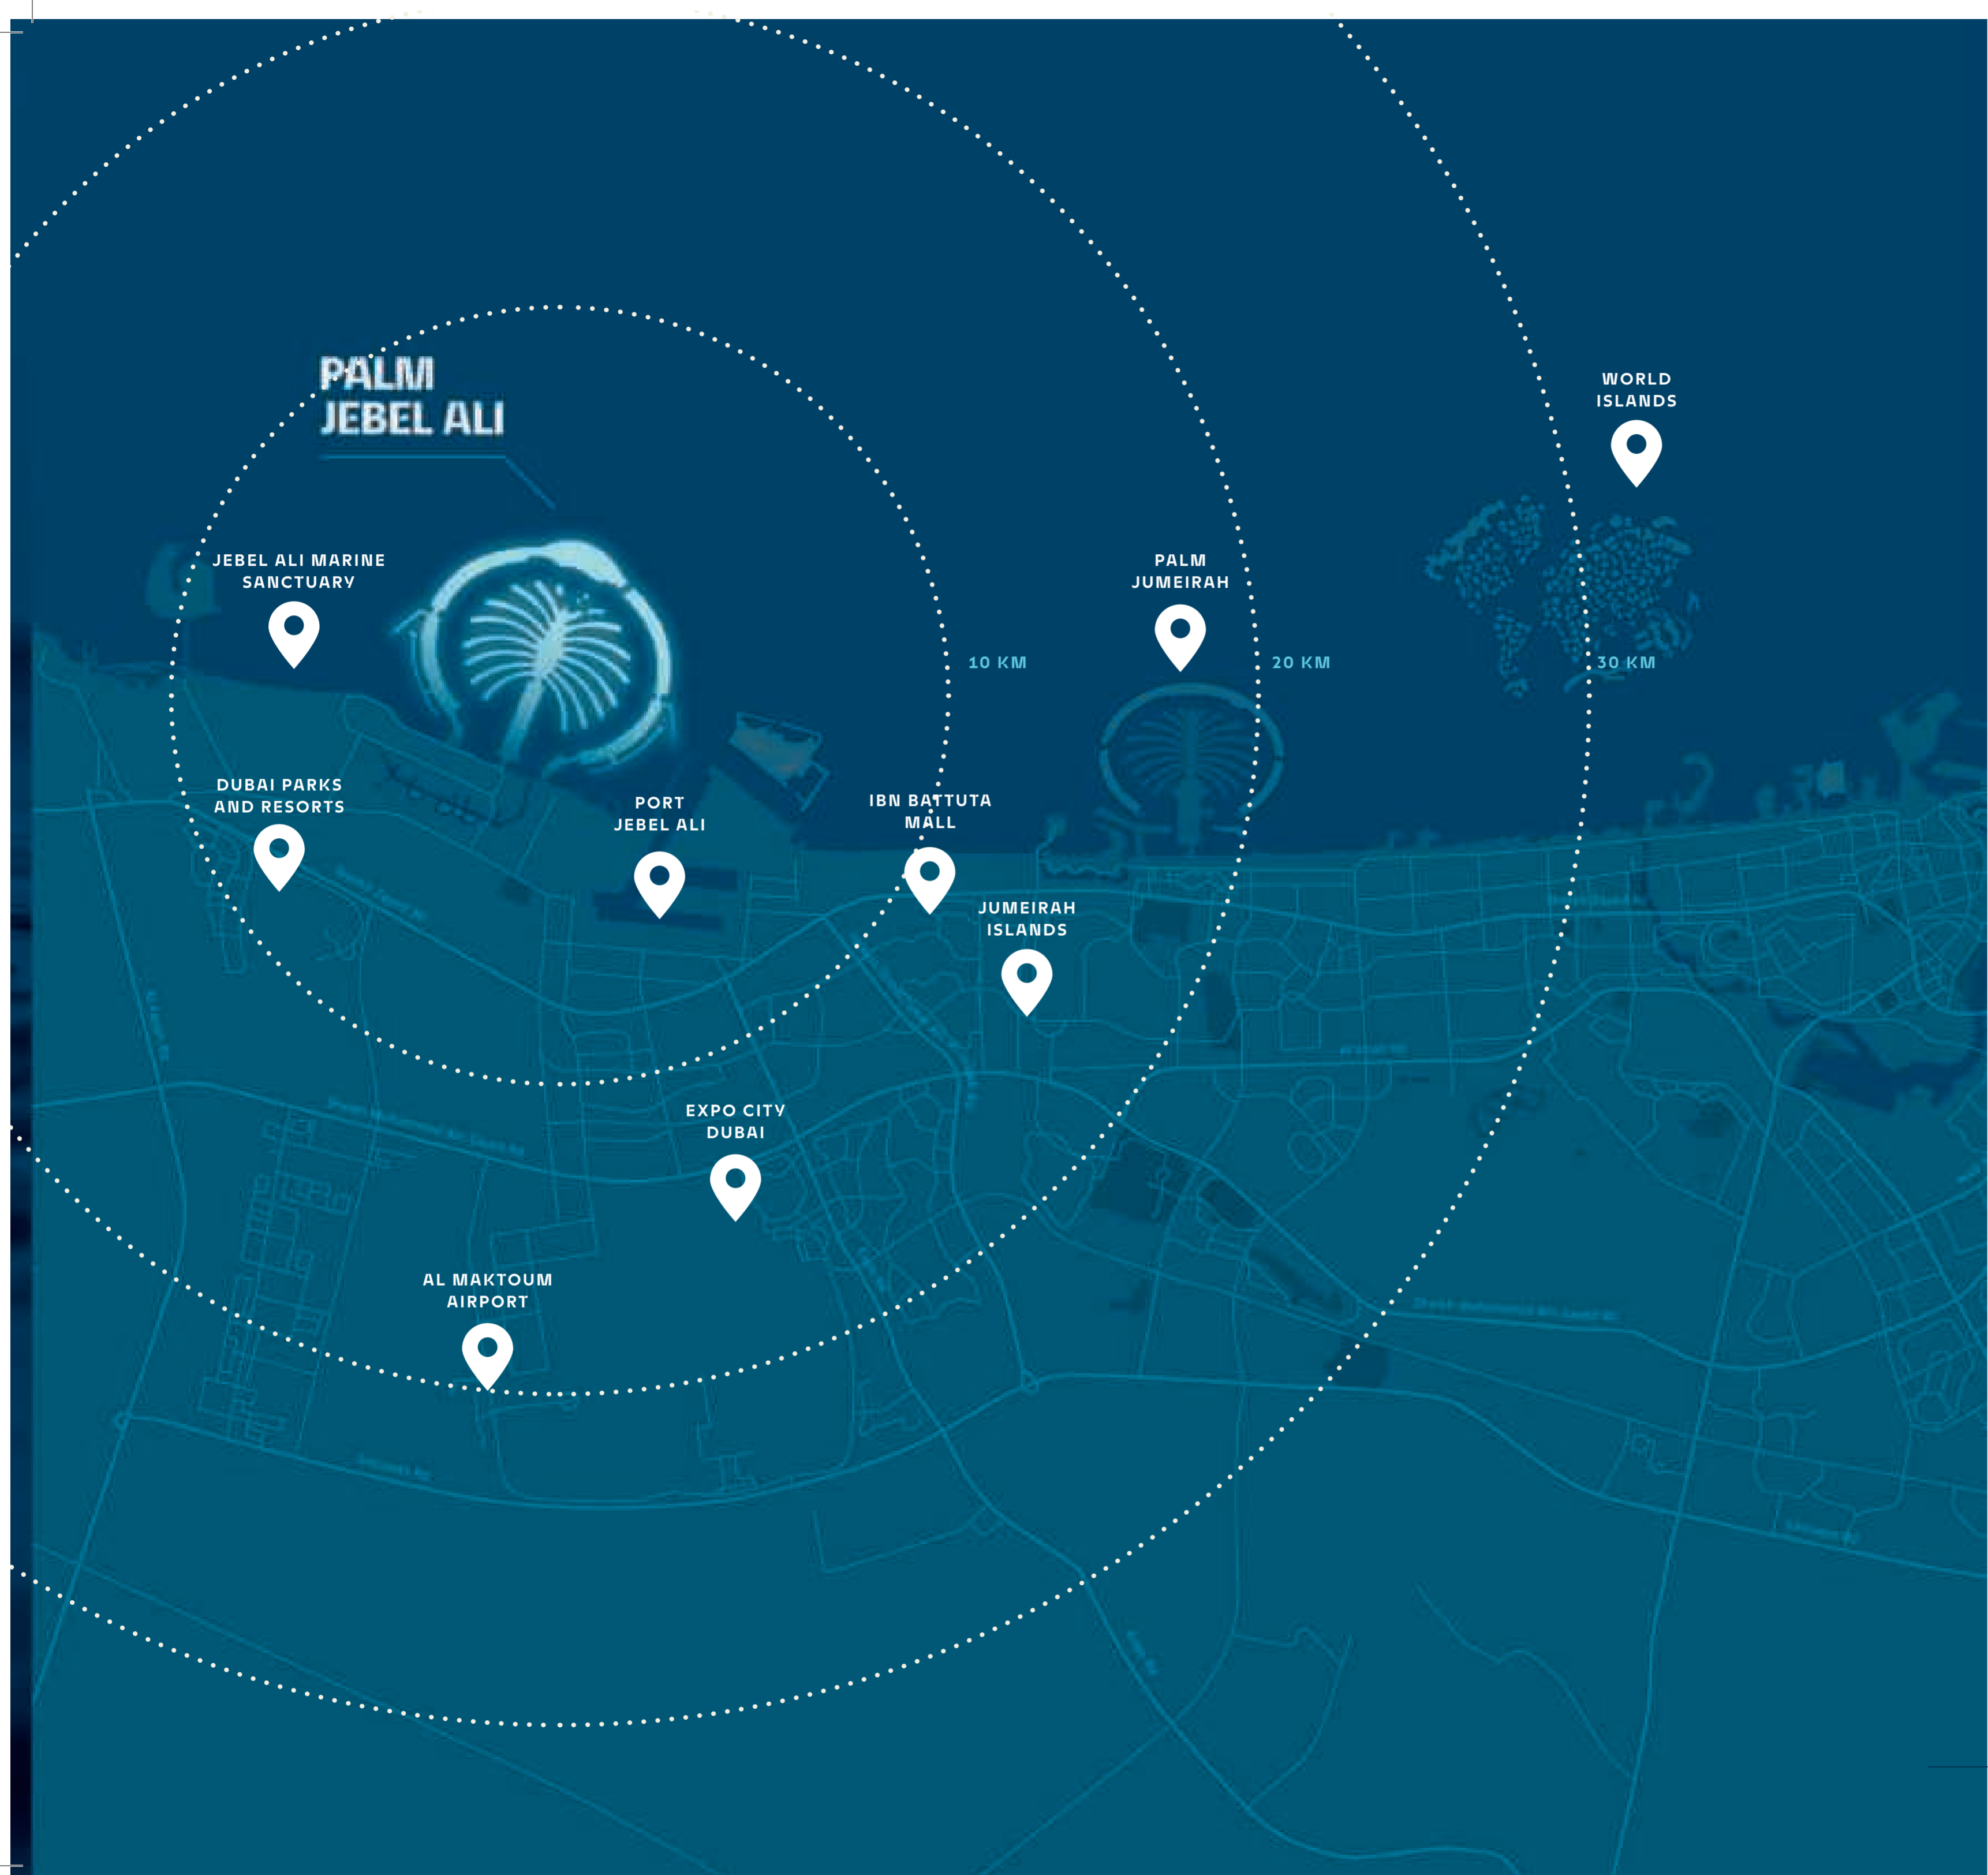 PALM
JEBEL ALI
WORLD
ISLANDS
JEBEL ALI MARINE
SANCTUARY
PALM
JUMEIRAH
10 KM
20 KM
30 KM
DUBAI PARKS
AND RESORTS
PORT
JEBEL ALI
IBN BATTUTA
MALL
JUMEIRAH
ISLANDS
EXPO CITY
DUBAI
AL MAKTOUM
AIRPORT